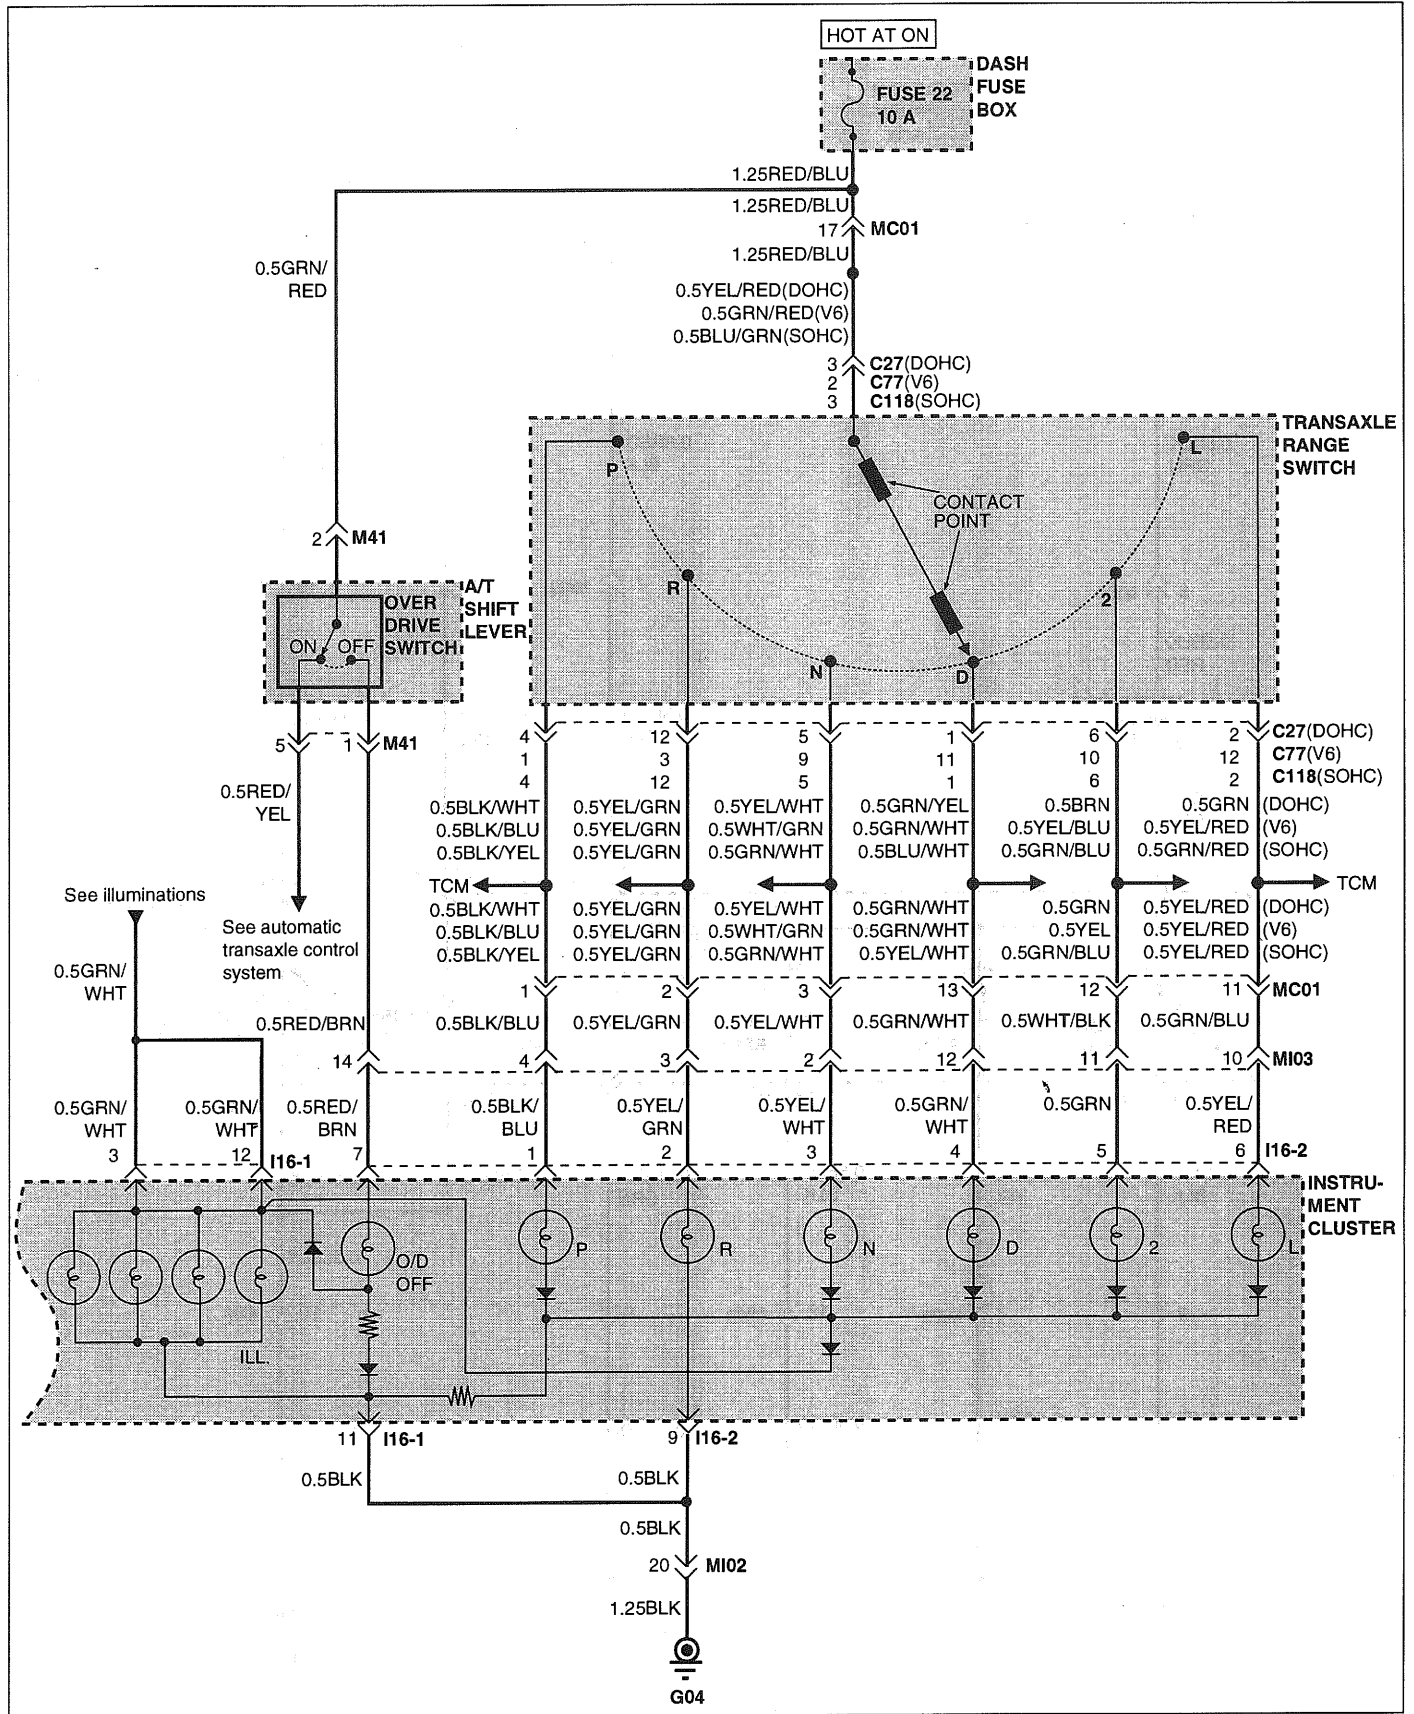 HOT AT ON
DASH
FUSE
BOX
FUSE 22
10 A
1.25RED/BLU
1.25RED/BLU
17 MC01
1.25RED/BLU
0.5GRN/
RED
0.5YEL/RED(DOHC)
0.5GRN/RED(V6)
0.5BLU/GRN(SOHC)
3 C27(DOHC)
2 C77(V6)
3 C118(SOHC)
TRANSAXLE
RANGE
SWITCH
P
L
CONTACT
POINT
2 M41
R
2
A/T
SHIFT
LEVER
OVER
DRIVE
SWITCH
ON OFF
N
D
5 1 M41
4 12 5 1 6 2 C27(DOHC)
1 3 9 11 10 12 C77(V6)
4 12 5 1 6 2 C118(SOHC)
0.5RED/
YEL
0.5BLK/WHT 0.5YEL/GRN 0.5YEL/WHT 0.5GRN/YEL 0.5BRN 0.5GRN (DOHC)
0.5BLK/BLU 0.5YEL/GRN 0.5WHT/GRN 0.5GRN/WHT 0.5YEL/BLU 0.5YEL/RED (V6)
0.5BLK/YEL 0.5YEL/GRN 0.5GRN/WHT 0.5BLU/WHT 0.5GRN/BLU 0.5GRN/RED (SOHC)
TCM TCM
See illuminations
See automatic
transaxle control
system
0.5BLK/WHT 0.5YEL/GRN 0.5YEL/WHT 0.5GRN/WHT 0.5GRN 0.5YEL/RED (DOHC)
0.5BLK/BLU 0.5YEL/GRN 0.5WHT/GRN 0.5GRN/WHT 0.5YEL 0.5YEL/RED (V6)
0.5BLK/YEL 0.5YEL/GRN 0.5GRN/WHT 0.5YEL/WHT 0.5GRN/BLU 0.5YEL/RED (SOHC)
0.5GRN/
WHT
1 2 3 13 12 11 MC01
0.5RED/BRN 0.5BLK/BLU 0.5YEL/GRN 0.5YEL/WHT 0.5GRN/WHT 0.5WHT/BLK 0.5GRN/BLU
14 4 3 2 12 11 10 MI03
0.5GRN/ 0.5GRN/ 0.5RED/ 0.5BLK/ 0.5YEL/ 0.5YEL/ 0.5GRN/ 0.5GRN 0.5YEL/
WHT WHT BRN BLU GRN WHT WHT RED
3 12 I16-1 7 1 2 3 4 5 6 I16-2
INSTRU-
MENT
CLUSTER
O/D
OFF
P R N D 2 L
ILL.
11 I16-1 9 I16-2
0.5BLK 0.5BLK
0.5BLK
20 MI02
1.25BLK
G04